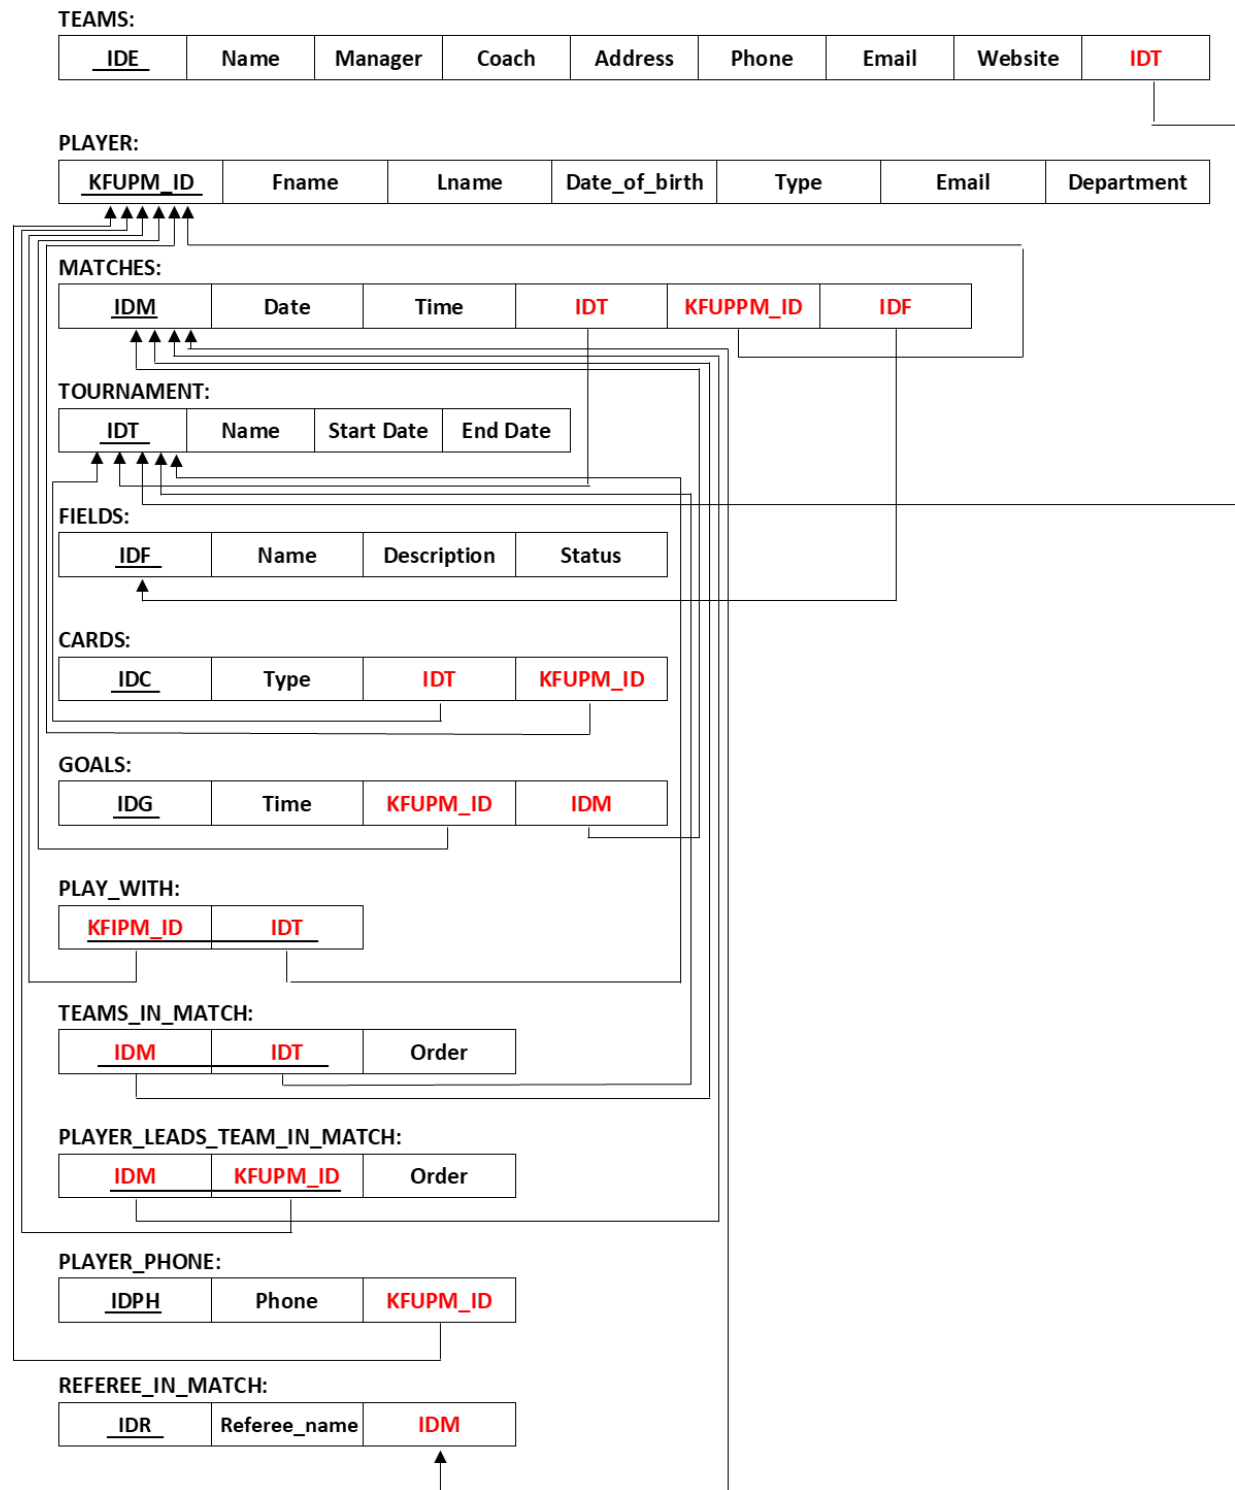 TEAMS:
IDE Name Manager Coach Address Phone Email Website IDT
PLAYER:
KFUPM_ID Fname Lname Date_of_birth Type Email Department
MATCHES:
IDM Date Time IDT KFUPPM_ID IDF
TOURNAMENT:
IDT Name Start Date End Date
FIELDS:
IDF Name Description Status
CARDS:
IDC Type IDT KFUPM_ID
GOALS:
IDG Time KFUPM_ID IDM
PLAY_WITH:
KFIPM_ID IDT
TEAMS_IN_MATCH:
IDM IDT Order
PLAYER_LEADS_TEAM_IN_MATCH:
IDM KFUPM_ID Order
PLAYER_PHONE:
IDPH Phone KFUPM_ID
REFEREE_IN_MATCH:
IDR Referee_name IDM